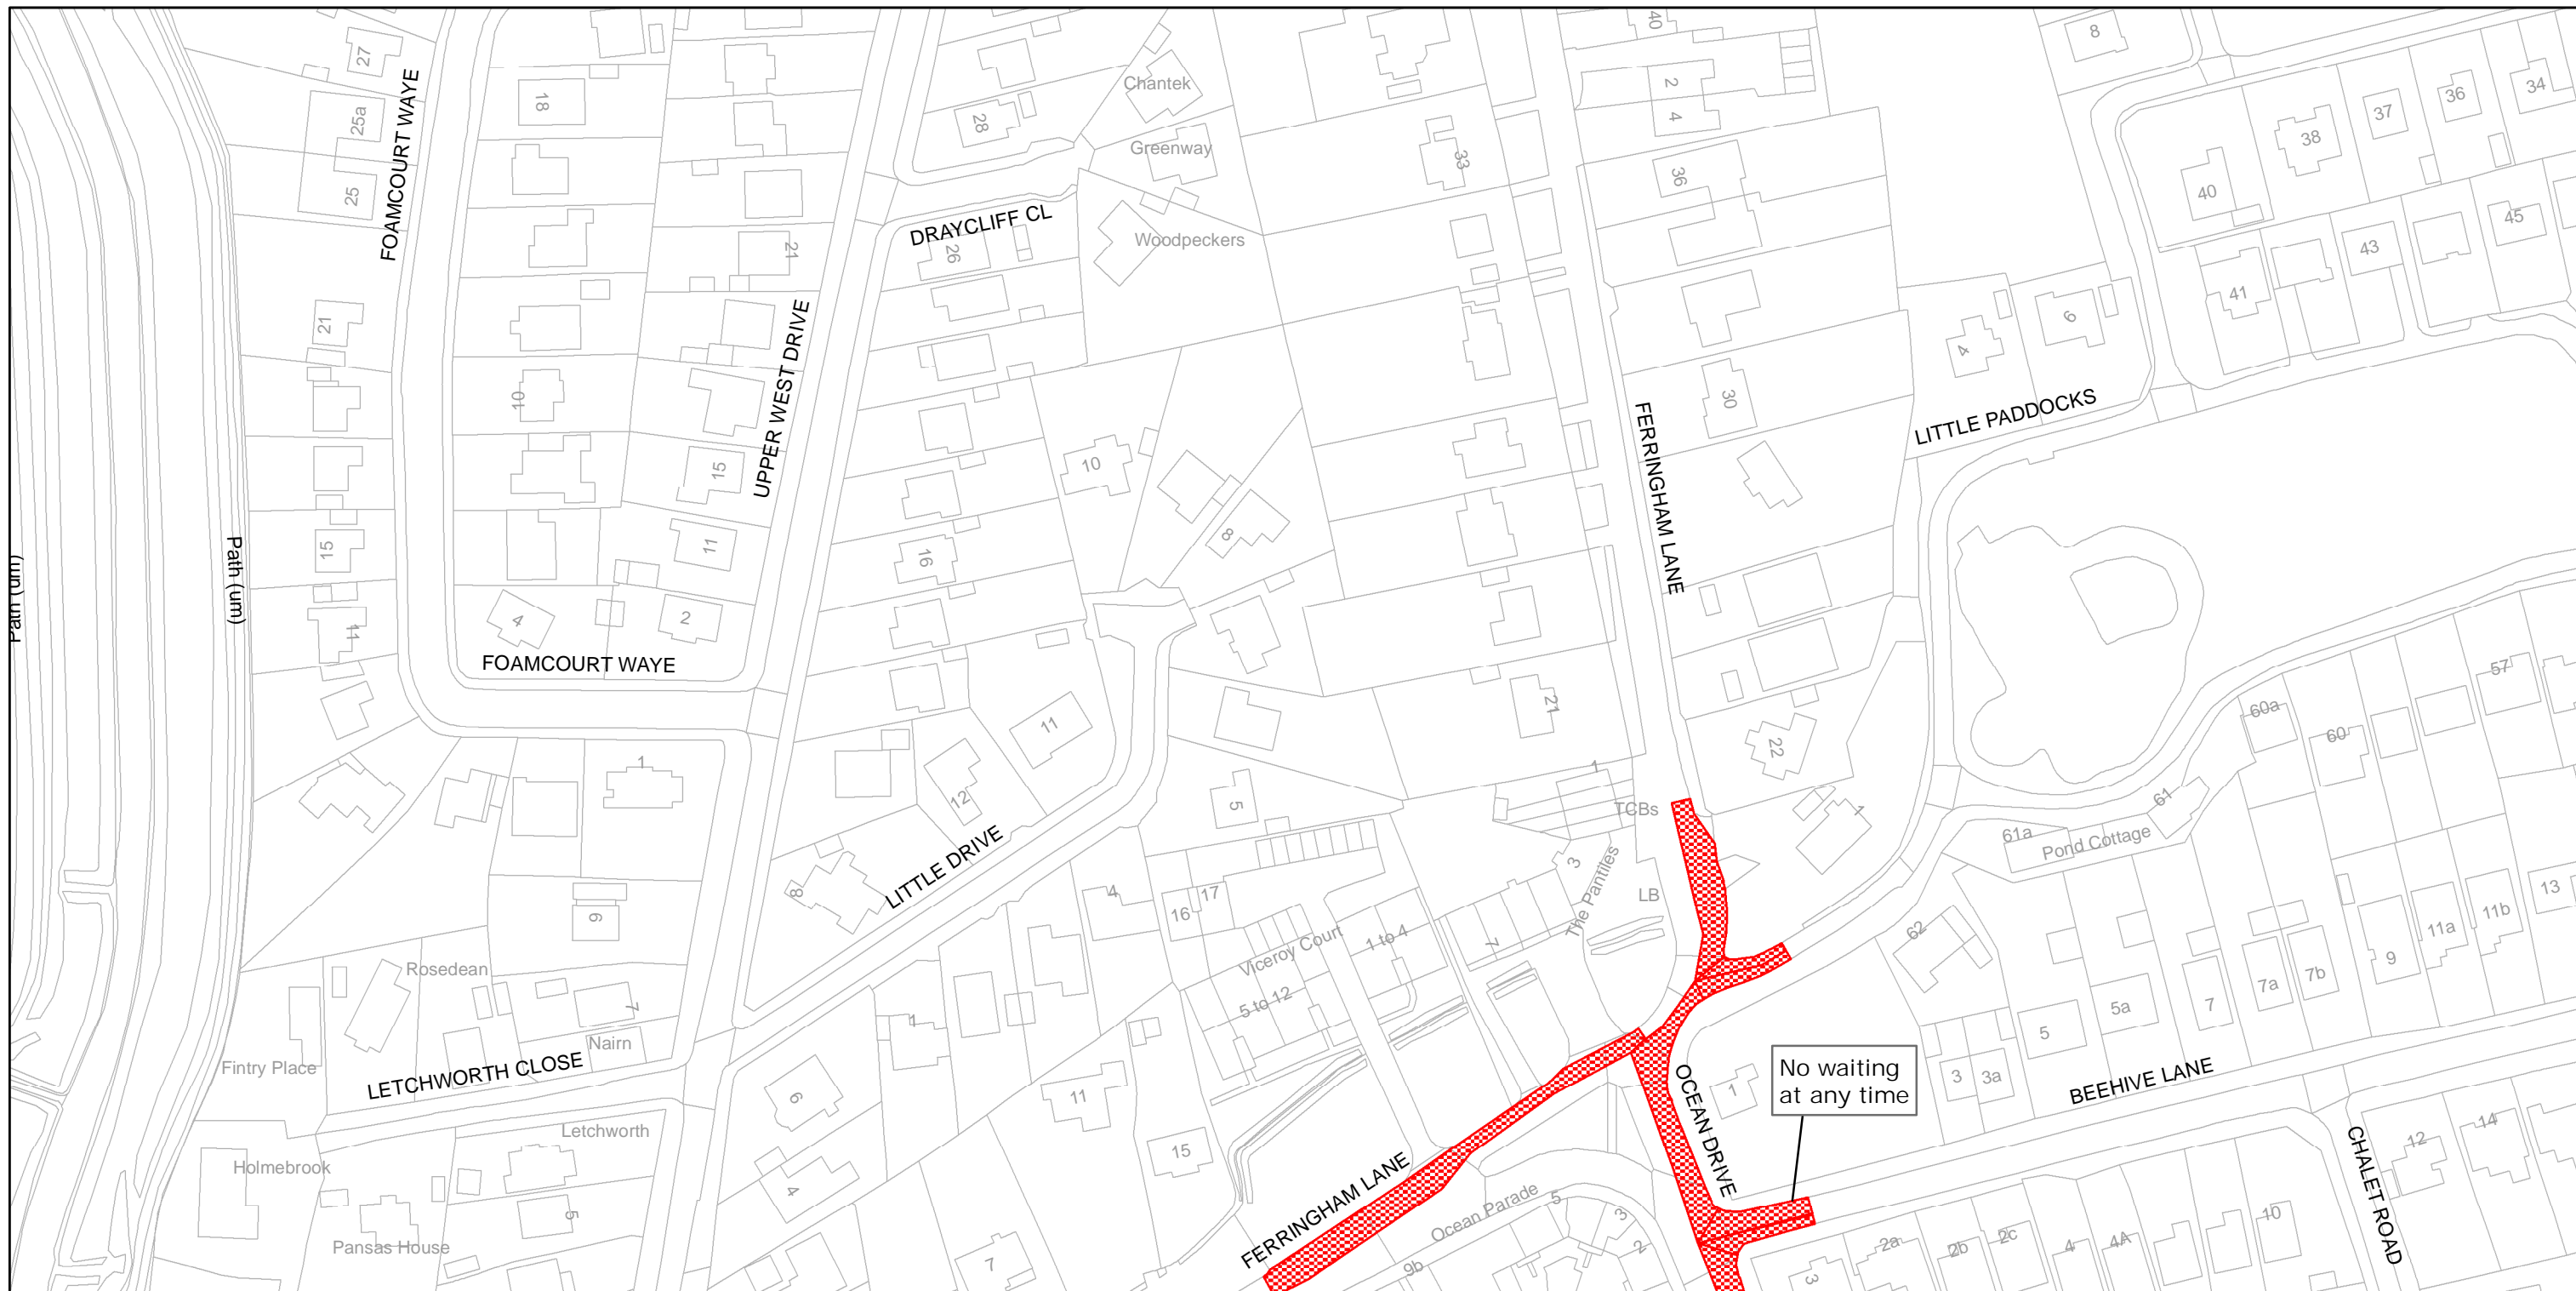 27
25a
25
FOAMCOURT WAYE
18
21
10
21
15
11
4
2
FOAMCOURT WAYE
15
11
Path (um)
Path (um)
UPPER WEST DRIVE
15
11
28
Chantek
Greenway
DRAYCLIFF CL
26
Woodpeckers
10
8
16
33
40
2
4
36
30
FERRINGHAM LANE
22
21
8
40
38
37
36
34
41
43
45
4
6
LITTLE PADDOCKS
60a
60
57
61
61a
Pond Cottage
62
1
1
9
7
Rosedean
Nairn
Fintry Place
LETCHWORTH CLOSE
Letchworth
Holmebrook
Pansas House
5
8
12
11
LITTLE DRIVE
5
4
16
17
Viceroy Court
5 to 12
1 to 4
7
3
1
The Pantiles
TCBs
LB
1
6
4
7
11
15
FERRINGHAM LANE
Ocean Parade
9b
5
3
2
OCEAN DRIVE
1
No waiting
at any time
3
3a
5
5a
7
7a
7b
9
11a
11b
13
BEEHIVE LANE
CHALET ROAD
12
14
3
2a
2b
2c
4
4A
10